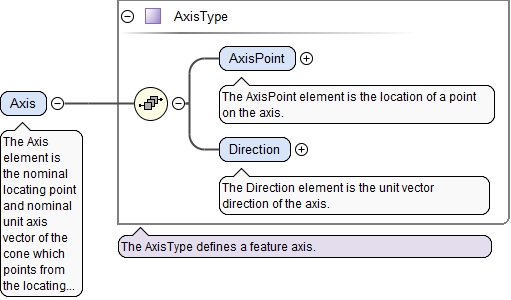 AxisType
AxisPoint
The AxisPoint element is the location of a point
on the axis.
Axis
The Axis
element is
the nominal
locating point
and nominal
unit axis
vector of the
cone which
points from
the locating...
Direction
The Direction element is the unit vector
direction of the axis.
The AxisType defines a feature axis.